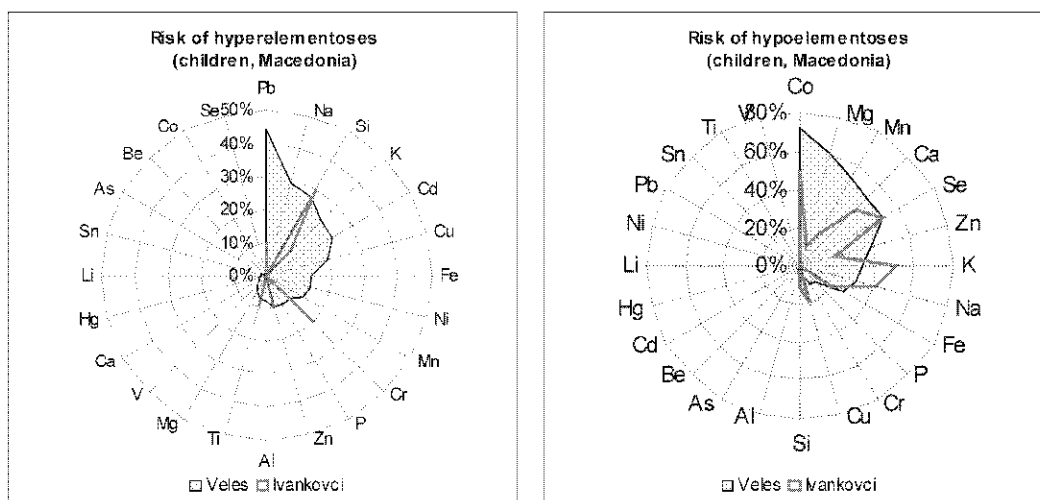 Risk of hyperelementoses
(children, Macedonia)
Pb
Na
Si
K
Cd
Cu
Fe
Ni
Mn
Cr
P
Zn
Al
Ti
Mg
V
Ca
Hg
Li
Sn
As
Be
Co
Se
50%
40%
30%
20%
10%
0%
Veles Ivankovci
Risk of hypoelementoses
(children, Macedonia)
Co
Mg
Mn
Ca
Se
Zn
K
Na
Fe
P
Cr
Cu
Si
Al
As
Be
Cd
Hg
Li
Ni
Pb
Sn
Ti
V
80%
60%
40%
20%
0%
Veles Ivankovci